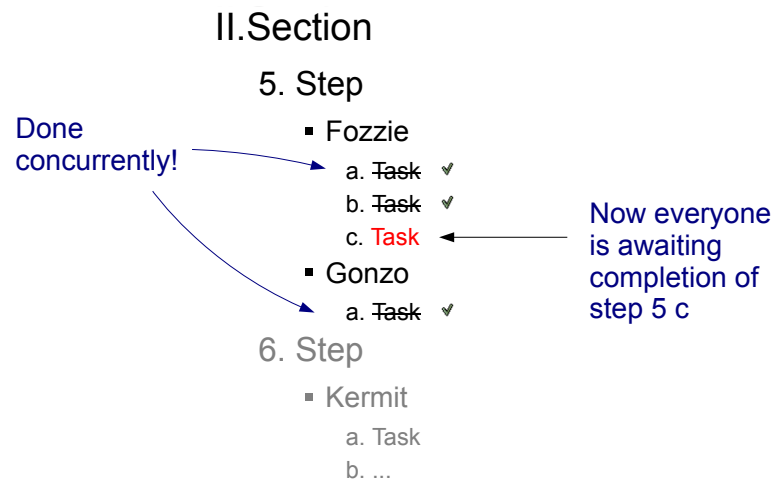 II.Section
5. Step
Done
concurrently!
▪ Fozzie
a. Task ✔
b. Task ✔
c. Task
Now everyone
is awaiting
completion of
step 5 c
▪ Gonzo
a. Task ✔
6. Step
▪ Kermit
a. Task
b. ...